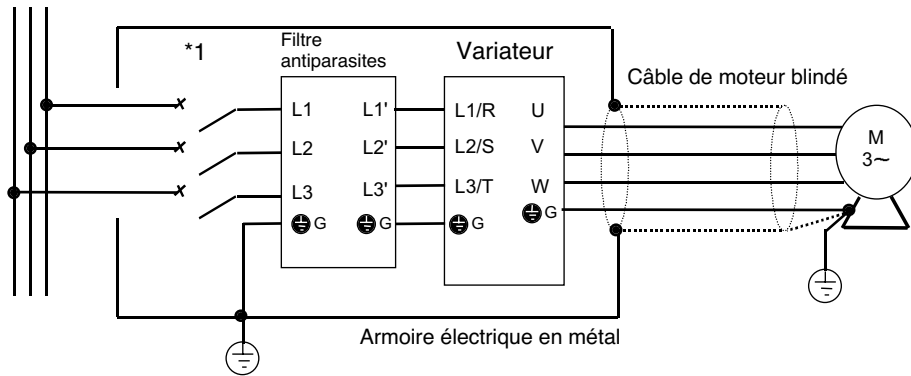 *1
Filtre
antiparasites
Variateur
Câble de moteur blindé
L1 L1' L1/R U
L2 L2' L2/S V
L3 L3' L3/T W
G G G G
M
3~
Armoire électrique en métal